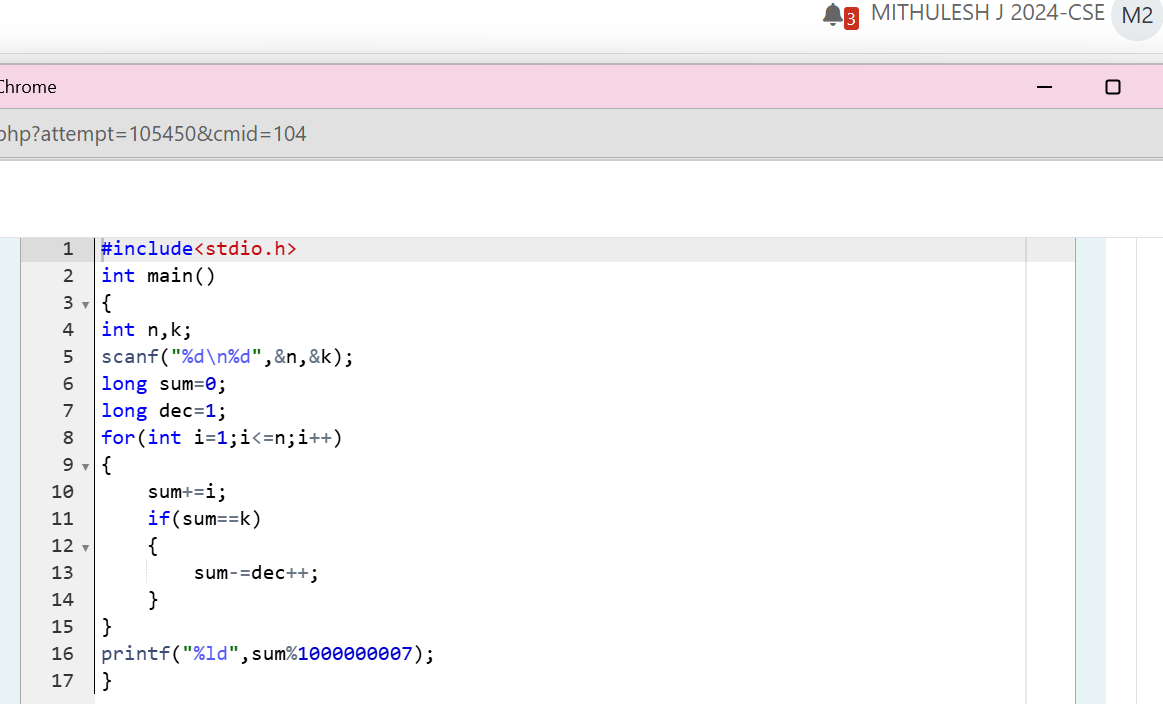 3 MITHULESH J 2024-CSE M2
Chrome
php?attempt=105450&cmid=104
1 #include<stdio.h>
2 int main()
3 {
4 int n,k;
5 scanf("%d\n%d",&n,&k);
6 long sum=0;
7 long dec=1;
8 for(int i=1;i<=n;i++)
9 {
10     sum+=i;
11     if(sum==k)
12     {
13         sum-=dec++;
14     }
15 }
16 printf("%ld",sum%1000000007);
17 }